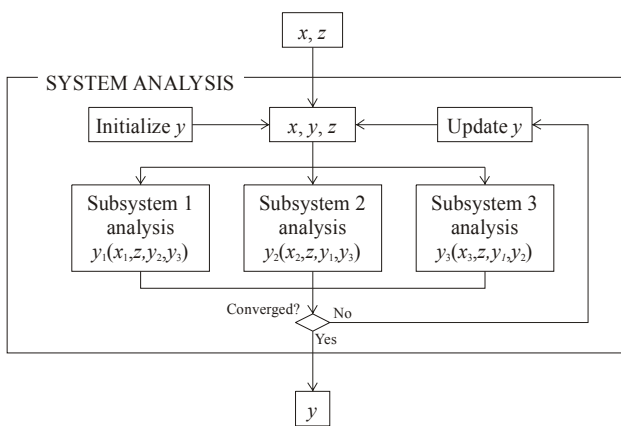 x, z
SYSTEM ANALYSIS
Initialize y
x, y, z
Update y
Subsystem 1
analysis
y₁(x₁,z,y₂,y₃)
Subsystem 2
analysis
y₂(x₂,z,y₁,y₃)
Subsystem 3
analysis
y₃(x₃,z,y₁,y₂)
Converged?
No
Yes
y